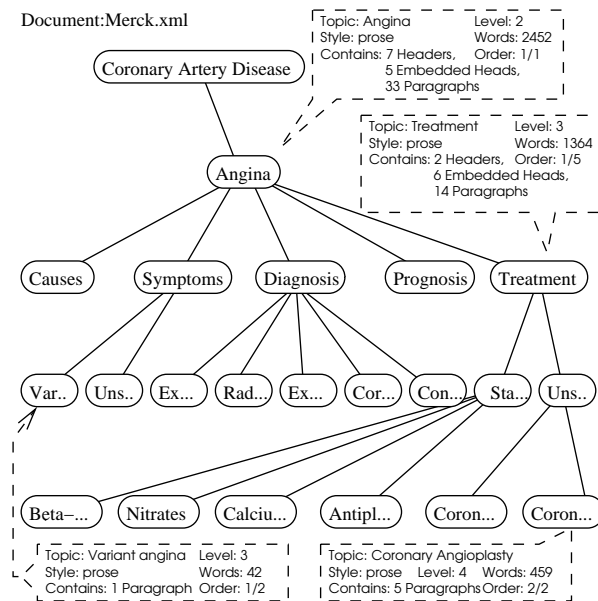 Document:Merck.xml
Topic: Angina Level: 2
Style: prose Words: 2452
Contains: 7 Headers, Order: 1/1
5 Embedded Heads,
33 Paragraphs
Coronary Artery Disease
Topic: Treatment Level: 3
Style: prose Words: 1364
Contains: 2 Headers, Order: 1/5
6 Embedded Heads,
14 Paragraphs
Angina
Causes Symptoms Diagnosis Prognosis Treatment
Var.. Uns.. Ex... Rad... Ex... Cor... Con... Sta... Uns...
Beta−... Nitrates Calciu... Antipl... Coron... Coron...
Topic: Variant angina Level: 3
Style: prose Words: 42
Contains: 1 Paragraph Order: 1/2
Topic: Coronary Angioplasty
Style: prose Level: 4 Words: 459
Contains: 5 Paragraphs Order: 2/2